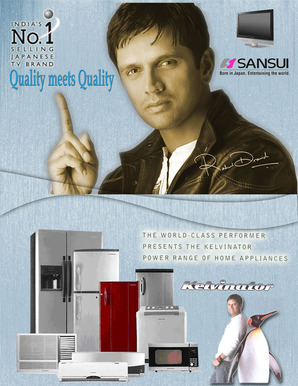 INDIA'S
No.1
SELLING
JAPANESE
TV BRAND
Quality meets Quality
SANSUI
Born in Japan. Entertaining the world.
THE WORLD-CLASS PERFORMER
PRESENTS THE KELVINATOR
POWER RANGE OF HOME APPLIANCES
Kelvinator